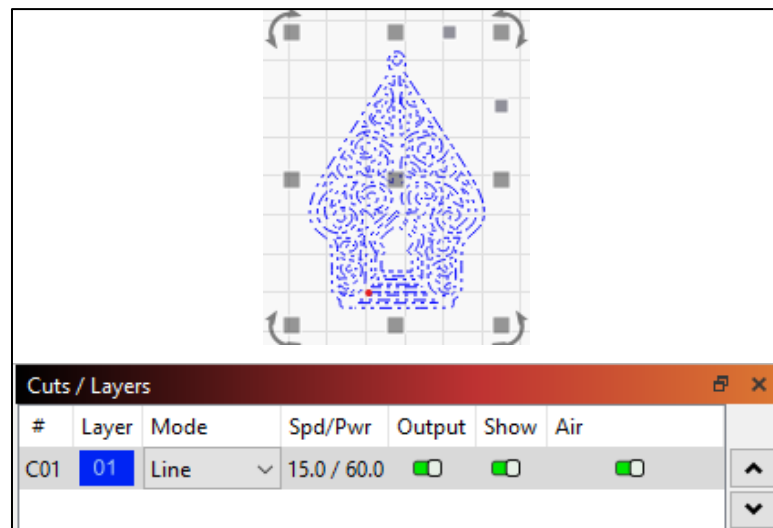 Cuts / Layers
# Layer Mode Spd/Pwr Output Show Air
C01 01 Line 15.0 / 60.0